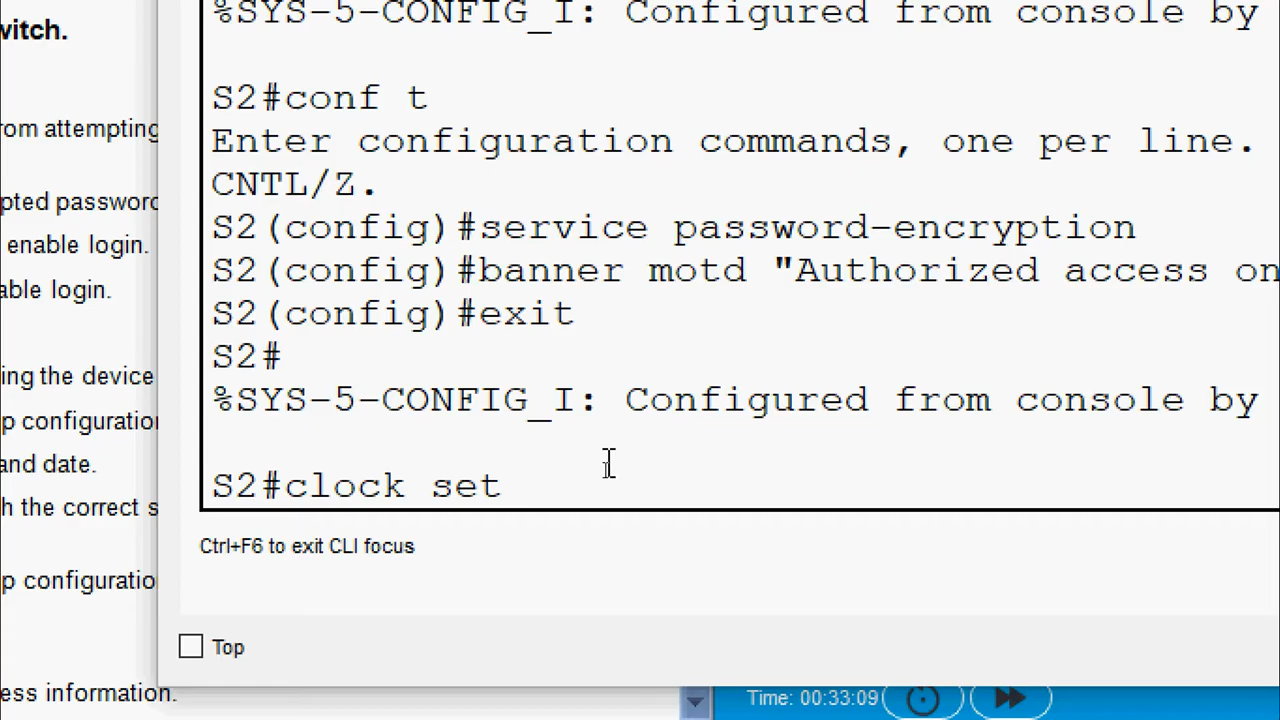 witch.
rom attempting
pted password
enable login.
able login.
ing the device
p configuration
and date.
h the correct s
p configuratio
ess information.
%SYS-5-CONFIG_I: Configured from console by
S2#conf t
Enter configuration commands, one per line.
CNTL/Z.
S2(config)#service password-encryption
S2(config)#banner motd "Authorized access on
S2(config)#exit
S2#
%SYS-5-CONFIG_I: Configured from console by
S2#clock set
Ctrl+F6 to exit CLI focus
Top
Time: 00:33:09